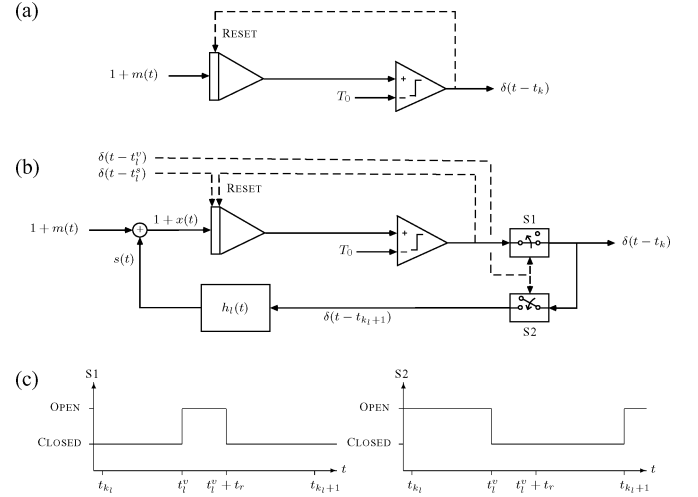 (a)
RESET
1 + m(t)
+
T₀
−
δ(t − tₖ)
(b)
δ(t − t_l^v)
δ(t − t_l^s)
RESET
S1
1 + m(t)
+
1 + x(t)
+
δ(t − t_k)
s(t)
T₀
−
h_l(t)
δ(t − t_{k_l+1})
S2
(c)
S1
S2
OPEN
OPEN
CLOSED
CLOSED
t
t
t_{k_l} t_l^v t_l^v + t_r t_{k_l+1}
t_{k_l} t_l^v t_l^v + t_r t_{k_l+1}